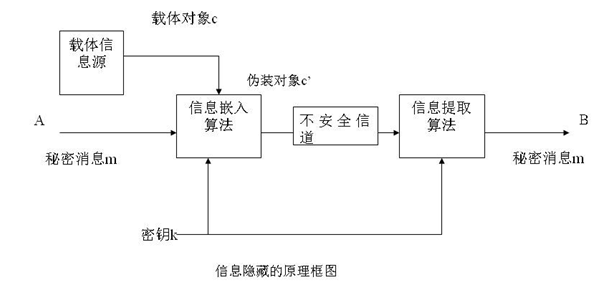 载体对象c
载体信
息源
伪装对象c’
信息嵌入
算法
不安全信
道
信息提取
算法
A
B
秘密消息m
秘密消息m
密钥k
信息隐藏的原理框图